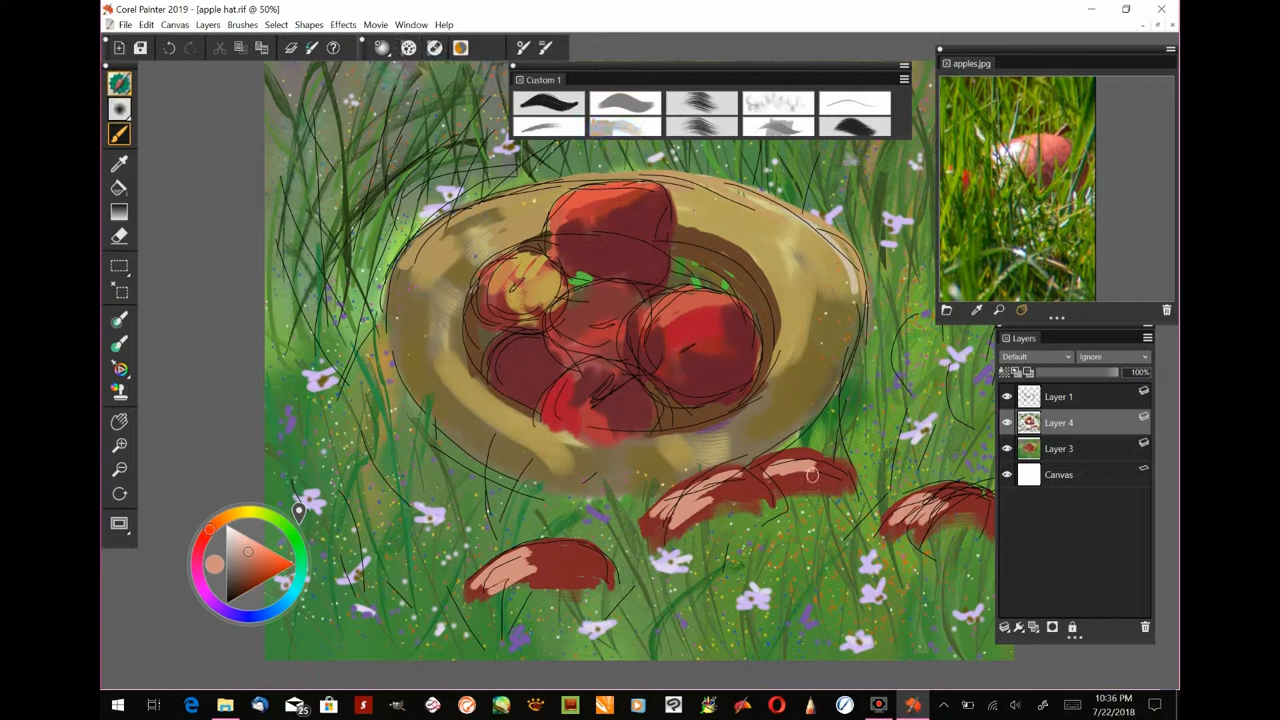 Corel Painter 2019 - [apple hat.rif @ 50%]
File Edit Canvas Layers Brushes Select Shapes Effects Movie Window Help
Custom 1
apples.jpg
Layers
Default Ignore
100%
Layer 1
Layer 4
Layer 3
Canvas
25
10:36 PM
7/22/2018